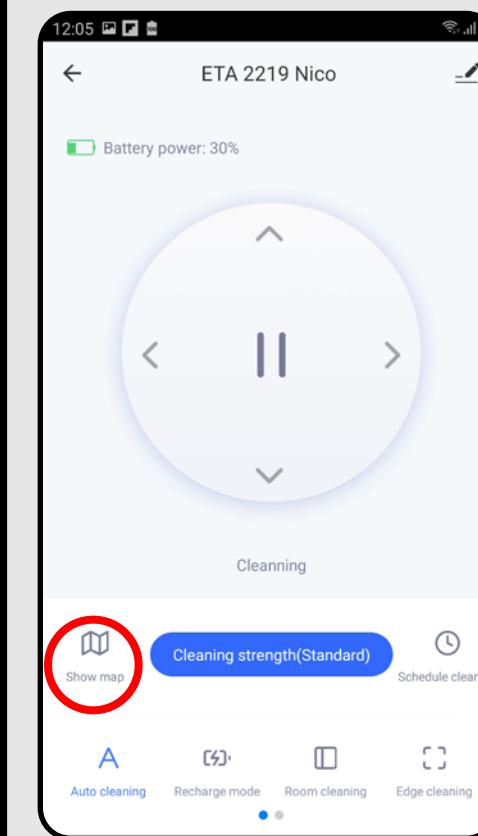 12:05
ETA 2219 Nico
Battery power: 30%
Cleanning
Show map
Cleaning strength(Standard)
Schedule clean
A
Auto cleaning
Recharge mode
Room cleaning
Edge cleaning